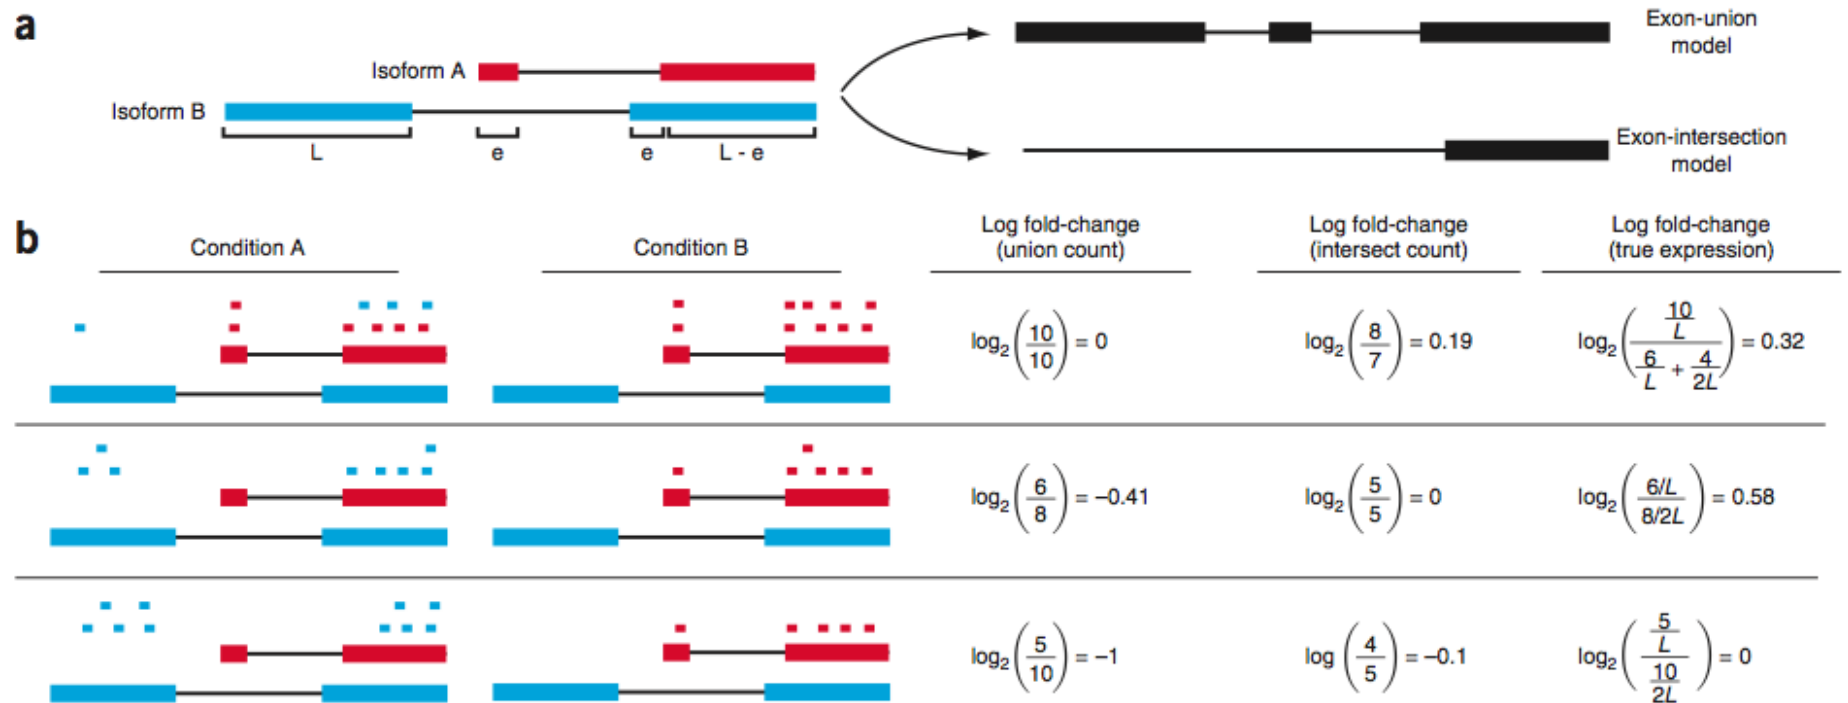 a
Isoform A
Isoform B
L
e
e
L - e
Exon-union
model
Exon-intersection
model
b
Condition A
Condition B
Log fold-change
(union count)
Log fold-change
(intersect count)
Log fold-change
(true expression)
log₂(10/10) = 0
log₂(8/7) = 0.19
log₂((10/L)/(6/L + 4/2L)) = 0.32
log₂(6/8) = –0.41
log₂(5/5) = 0
log₂((6/L)/(8/2L)) = 0.58
log₂(5/10) = –1
log (4/5) = –0.1
log₂((5/L)/(10/2L)) = 0